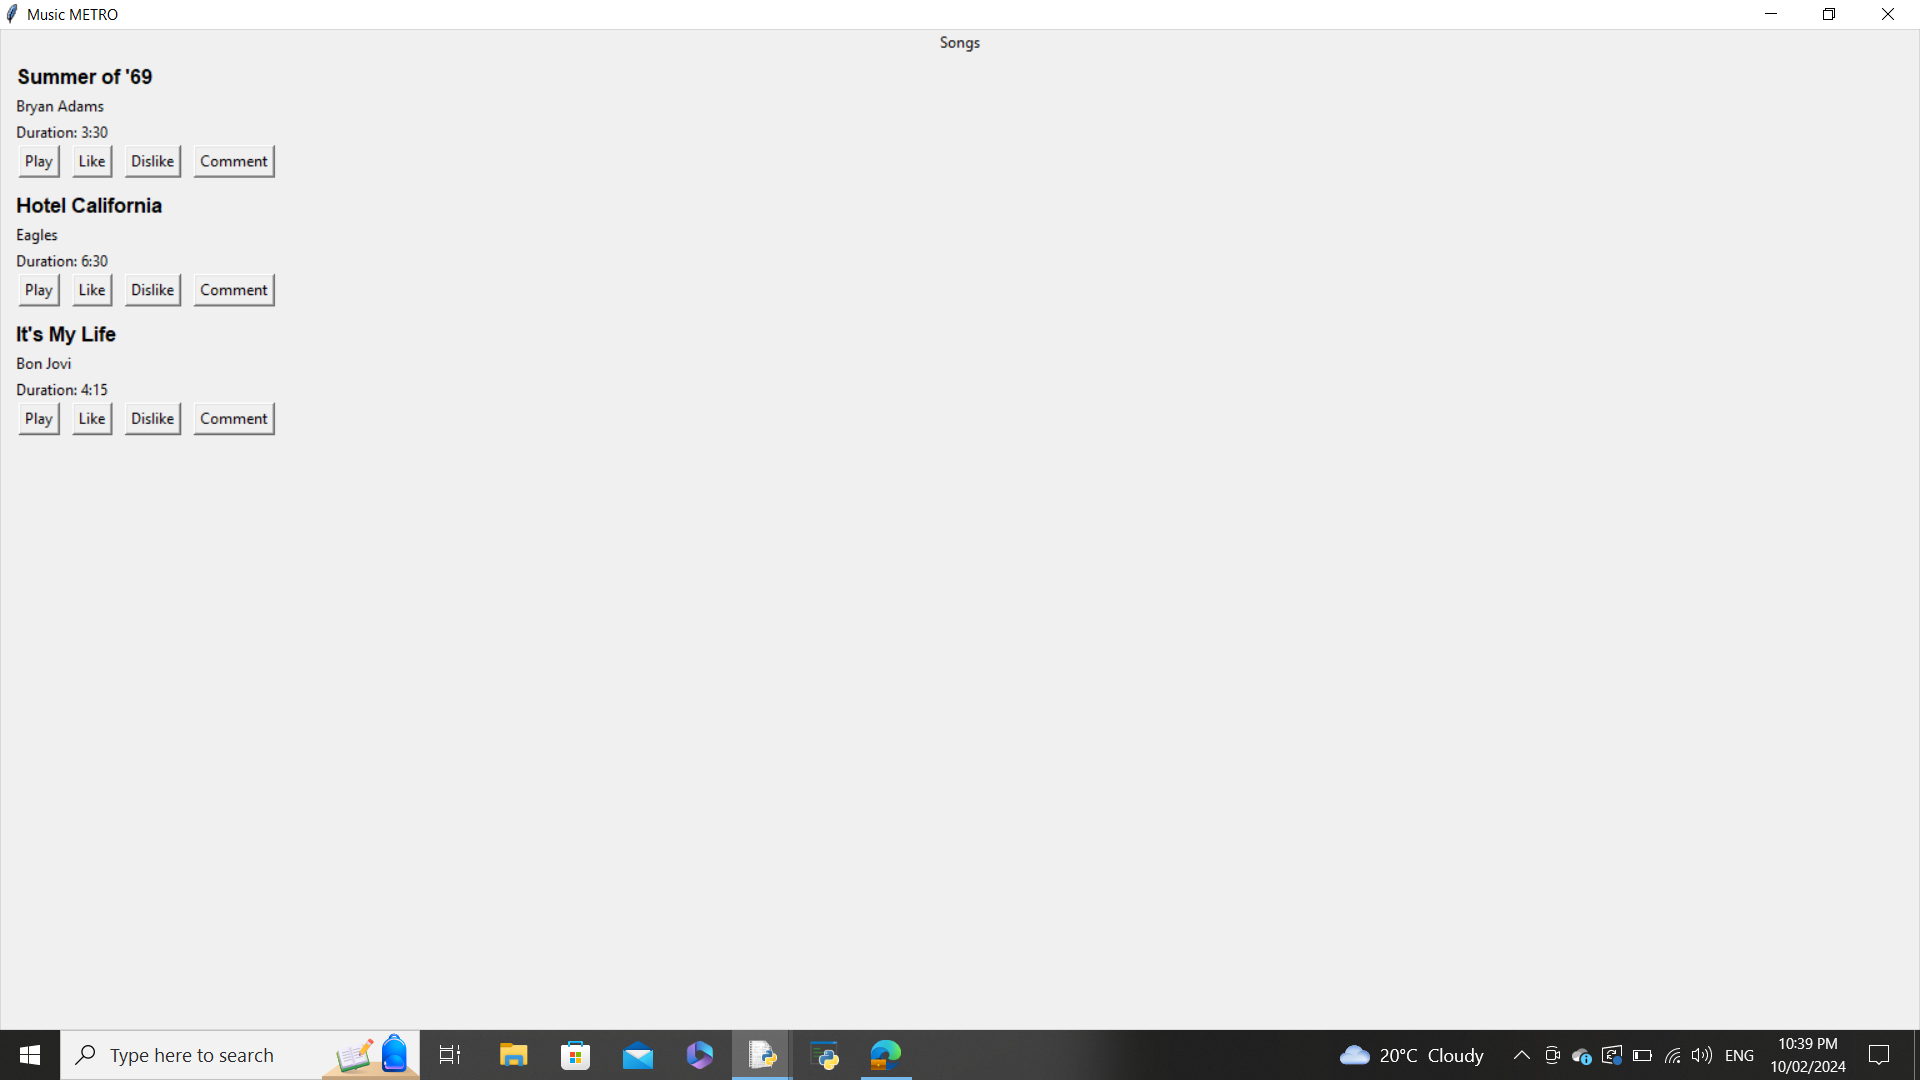 Music METRO
Songs
Summer of '69
Bryan Adams
Duration: 3:30
Play Like Dislike Comment
Hotel California
Eagles
Duration: 6:30
Play Like Dislike Comment
It's My Life
Bon Jovi
Duration: 4:15
Play Like Dislike Comment
Type here to search
20°C Cloudy
ENG
10:39 PM
10/02/2024